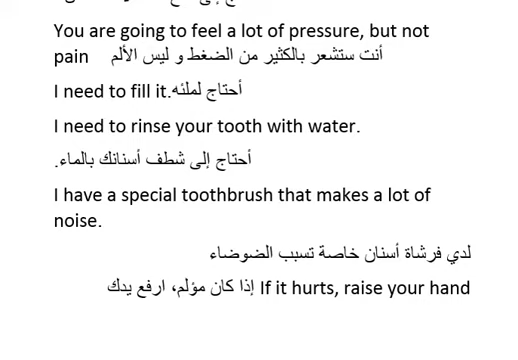 You are going to feel a lot of pressure, but not
pain أنت ستشعر بالكثير من الضغط و ليس الألم
I need to fill it.أحتاج لملئه
I need to rinse your tooth with water.
أحتاج إلى شطف أسنانك بالماء.
I have a special toothbrush that makes a lot of
noise.
لدي فرشاة أسنان خاصة تسبب الضوضاء
If it hurts, raise your hand إذا كان مؤلم، ارفع يدك